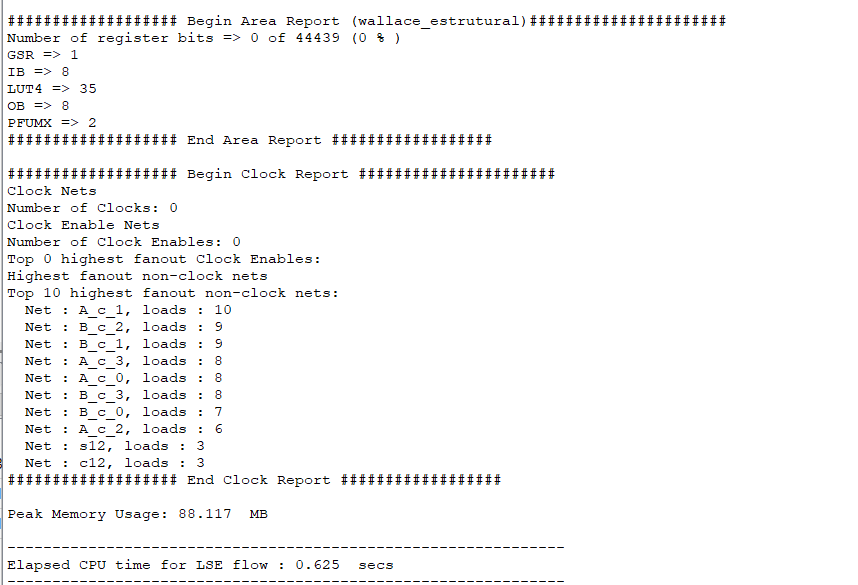 ################### Begin Area Report (wallace_estrutural)######################
Number of register bits => 0 of 44439 (0 % )
GSR => 1
IB => 8
LUT4 => 35
OB => 8
PFUMX => 2
################### End Area Report ##################
################### Begin Clock Report ######################
Clock Nets
Number of Clocks: 0
Clock Enable Nets
Number of Clock Enables: 0
Top 0 highest fanout Clock Enables:
Highest fanout non-clock nets
Top 10 highest fanout non-clock nets:
Net : A_c_1, loads : 10
Net : B_c_2, loads : 9
Net : B_c_1, loads : 9
Net : A_c_3, loads : 8
Net : A_c_0, loads : 8
Net : B_c_3, loads : 8
Net : B_c_0, loads : 7
Net : A_c_2, loads : 6
Net : s12, loads : 3
Net : c12, loads : 3
################### End Clock Report ##################
Peak Memory Usage: 88.117  MB
--------------------------------------------------------------
Elapsed CPU time for LSE flow : 0.625  secs
--------------------------------------------------------------